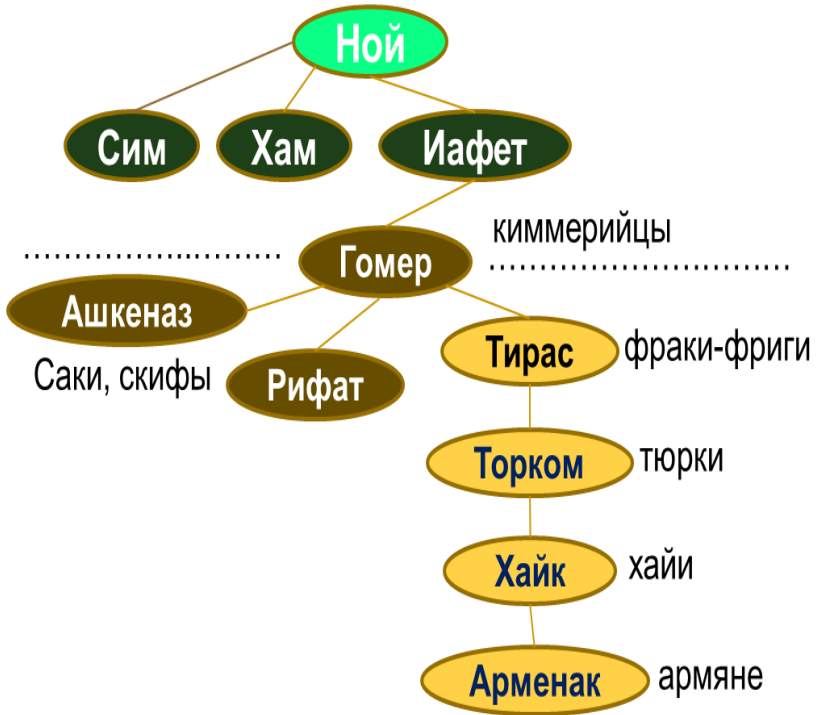 Ной
Сим
Хам
Иафет
киммерийцы
Гомер
Ашкеназ
Тирас
фраки-фриги
Саки, скифы
Рифат
Торком
тюрки
Хайк
хайи
Арменак
армяне